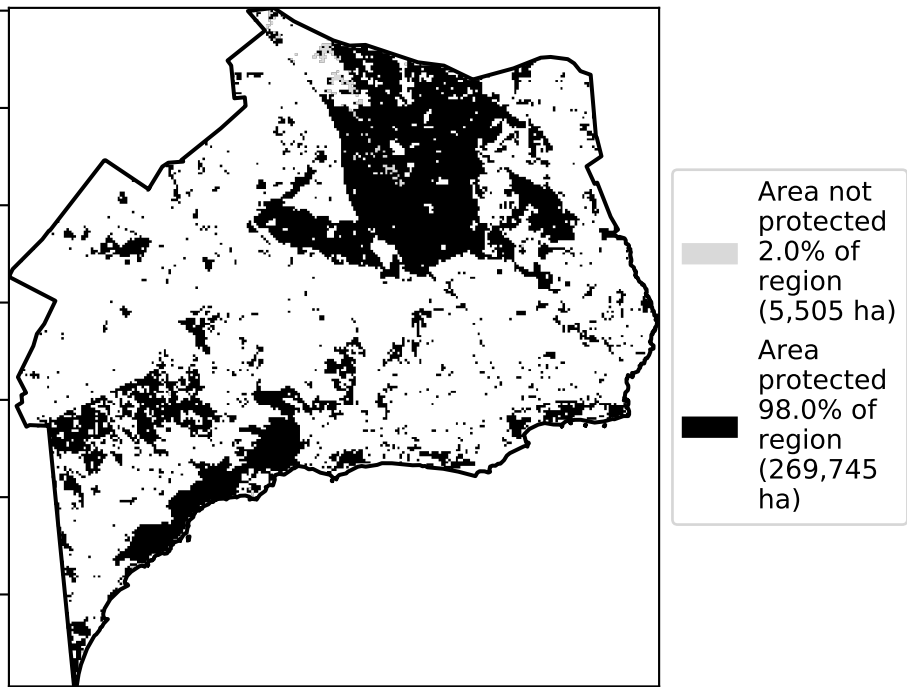 Area not
protected
2.0% of
region
(5,505 ha)
Area
protected
98.0% of
region
(269,745
ha)